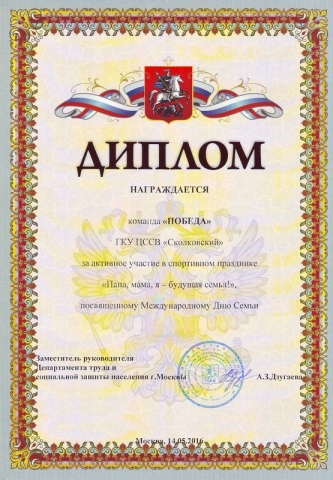 ДИПЛОМ
НАГРАЖДАЕТСЯ
команда «ПОБЕДА»
ГКУ ЦССВ «Сколковский»
за активное участие в спортивном празднике
«Папа, мама, я – будущая семья!»,
посвященному Международному Дню Семьи
Заместитель руководителя
Департамента труда и
социальной защиты населения г.Москвы А.З.Дзугаева
Москва, 14.05.2016